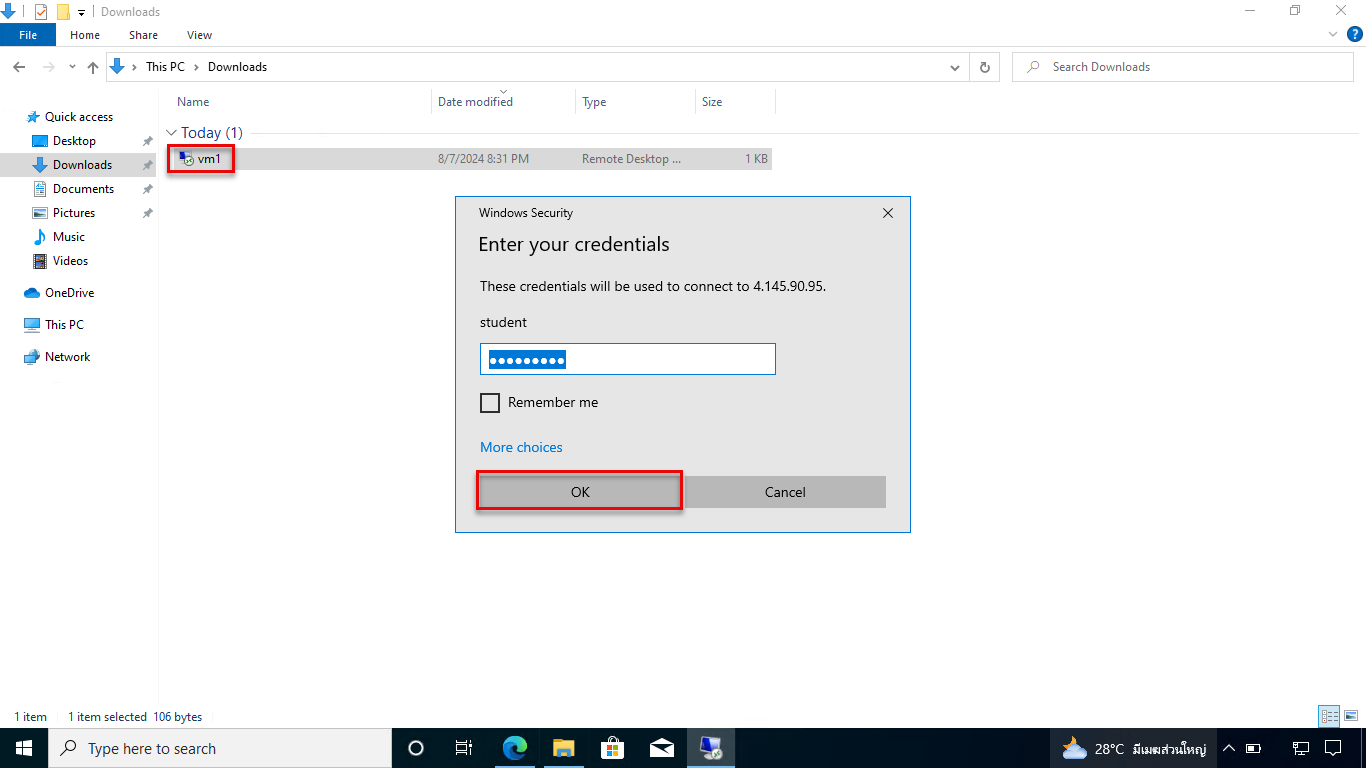 Downloads
File Home Share View
This PC Downloads
Search Downloads
Name Date modified Type Size
Today (1)
vm1 8/7/2024 8:31 PM Remote Desktop ... 1 KB
Quick access
Desktop
Downloads
Documents
Pictures
Music
Videos
OneDrive
This PC
Network
Windows Security
Enter your credentials
These credentials will be used to connect to 4.145.90.95.
student
●●●●●●●●●
Remember me
More choices
OK Cancel
1 item 1 item selected 106 bytes
Type here to search
28°C มีเมฆส่วนใหญ่